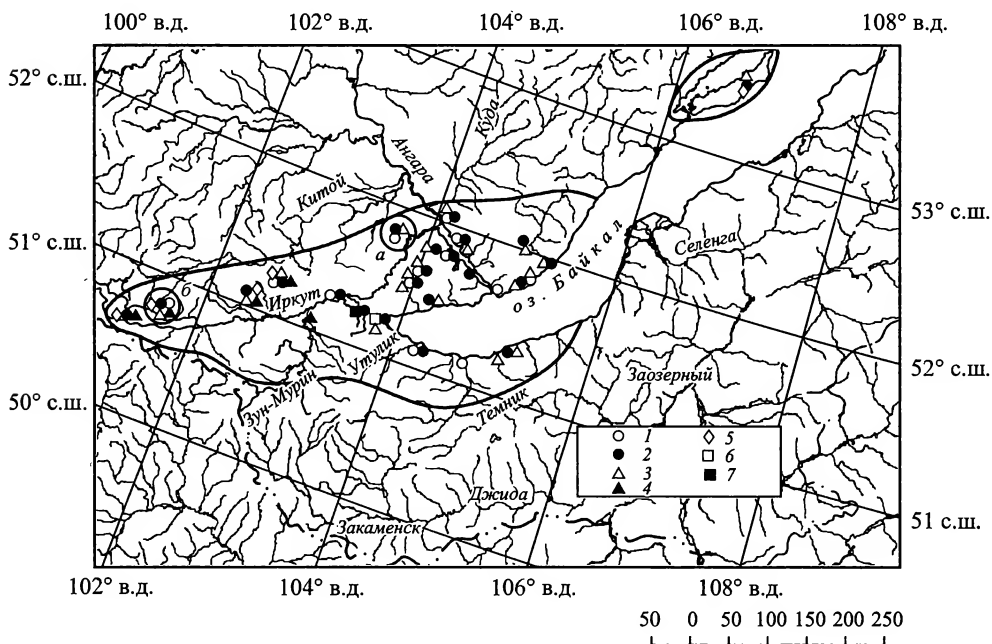 100° в.д. 102° в.д. 104° в.д. 106° в.д. 108° в.д.
52° с.ш.
Куда
Ангара
Китой
53° с.ш.
51° с.ш.
Селенга
а
оз. Байкал
б
Иркут
Утулик
52° с.ш.
Заозерный
50° с.ш.
Зун-Мурин
Темник
1 5
2 6
3 7
4
Джида
Закаменск
51 с.ш.
102° в.д. 104° в.д. 106° в.д. 108° в.д.
50 0 50 100 150 200 250